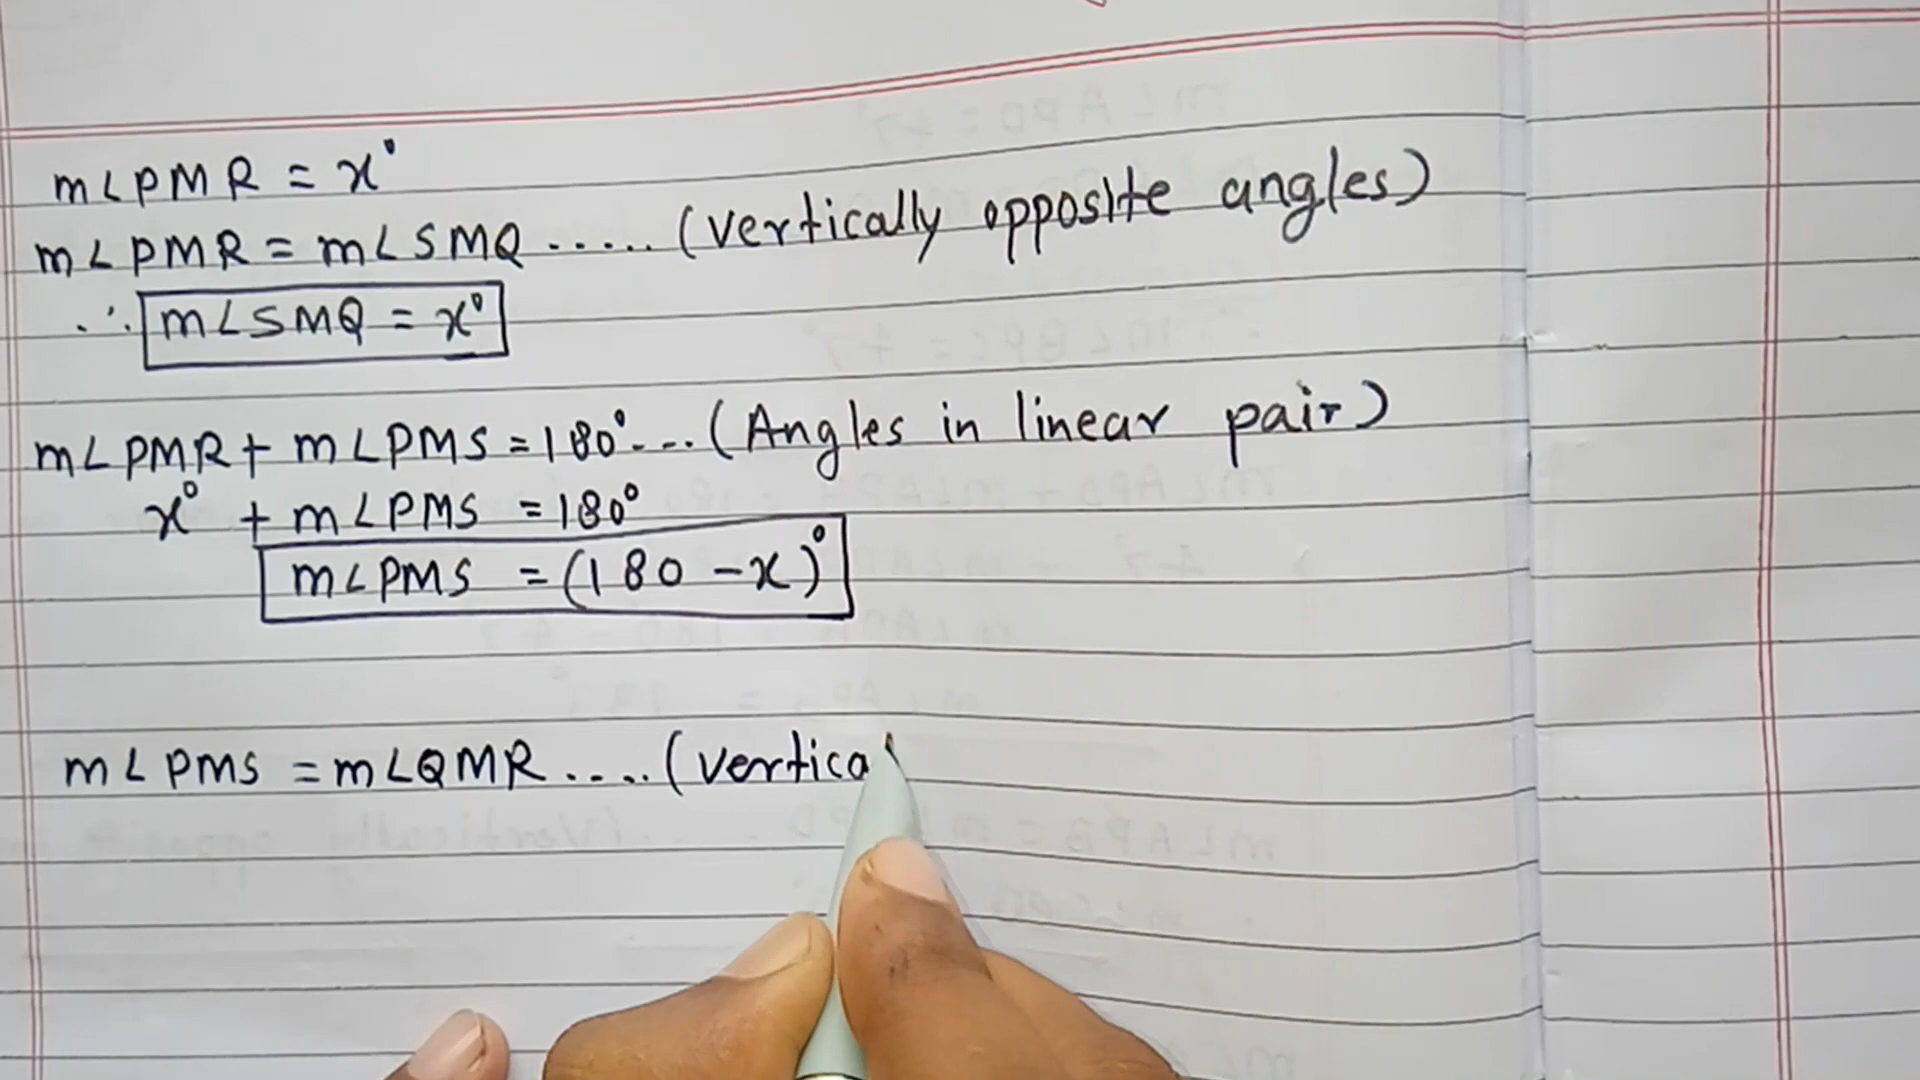 m∠PMR = x°
m∠PMR = m∠SMQ ..... (vertically opposite angles)
∴ m∠SMQ = x°
m∠PMR + m∠PMS = 180° ... (Angles in linear pair)
x° + m∠PMS = 180°
m∠PMS = (180 - x)°
m∠PMS = m∠QMR .... (vertica